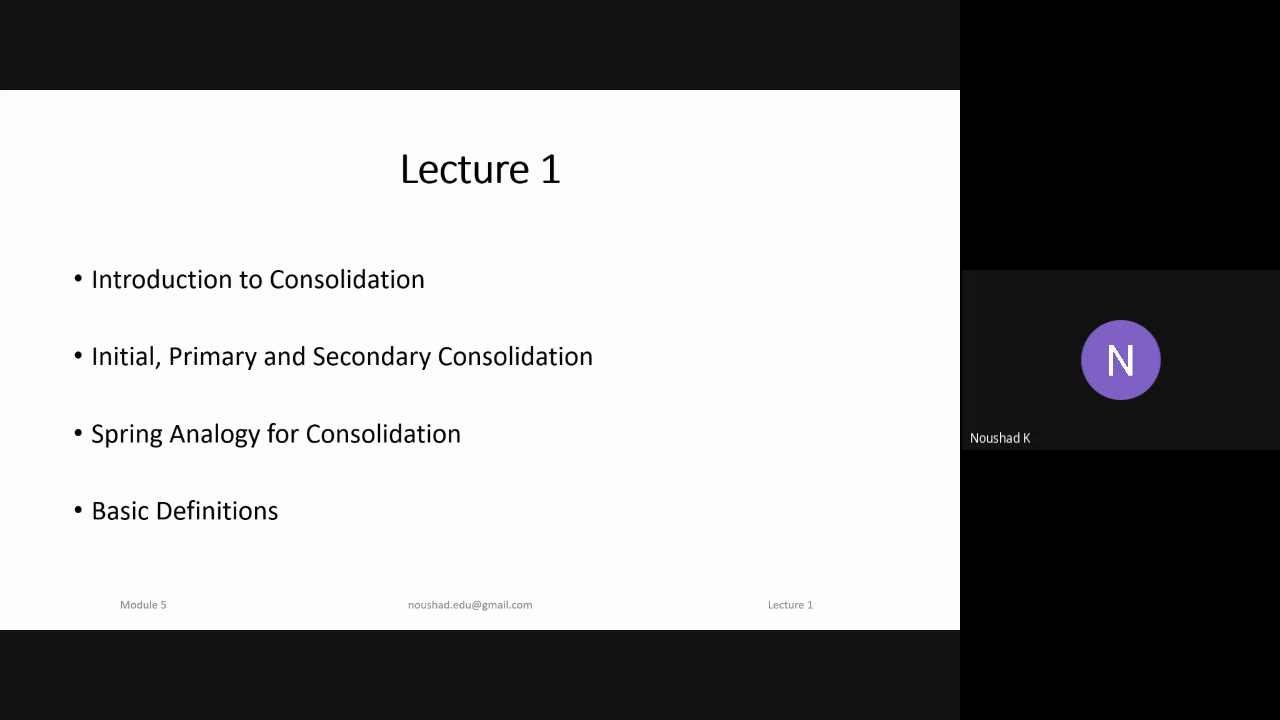 Lecture 1
• Introduction to Consolidation
• Initial, Primary and Secondary Consolidation
• Spring Analogy for Consolidation
• Basic Definitions
Module 5
noushad.edu@gmail.com
Lecture 1
N
Noushad K